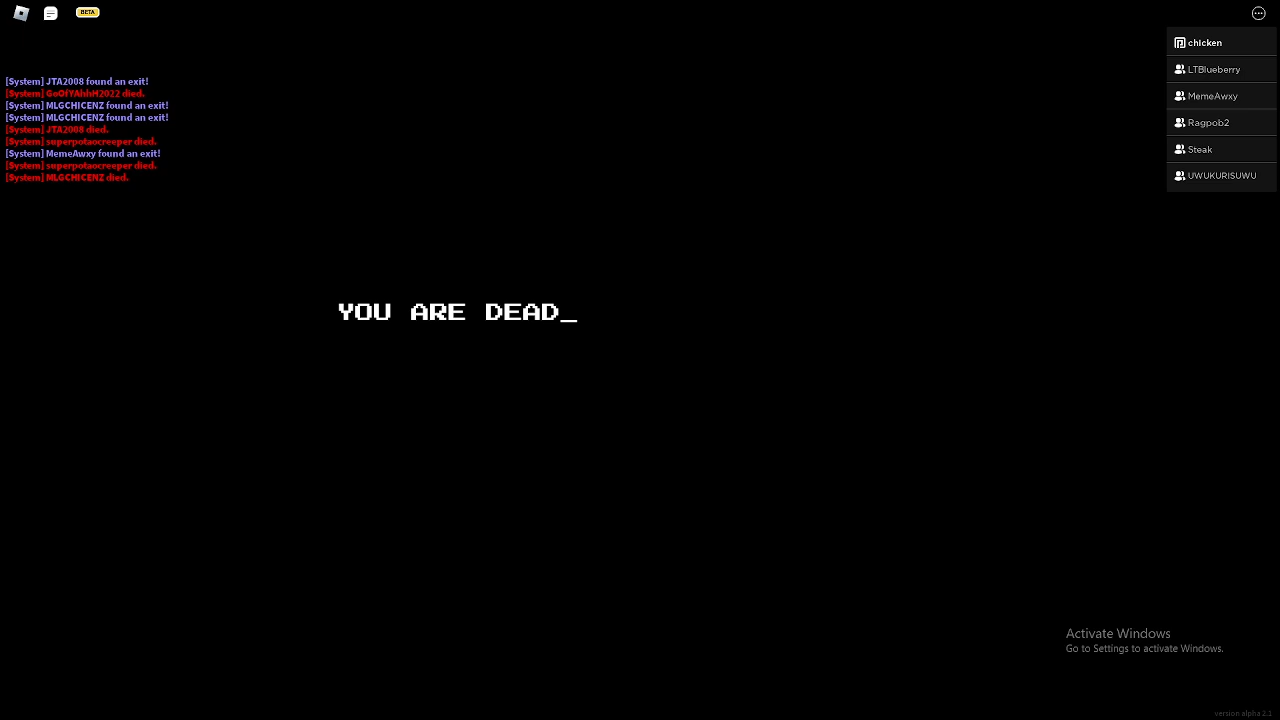 BETA
[System] JTA2008 found an exit!
[System] GoOfYAhhH2022 died.
[System] MLGCHICENZ found an exit!
[System] MLGCHICENZ found an exit!
[System] JTA2008 died.
[System] superpotaocreeper died.
[System] MemeAwxy found an exit!
[System] superpotaocreeper died.
[System] MLGCHICENZ died.
chicken
LTBlueberry
MemeAwxy
Ragpob2
Steak
UWUKURISUWU
YOU ARE DEAD_
Activate Windows
Go to Settings to activate Windows.
version alpha 2.1